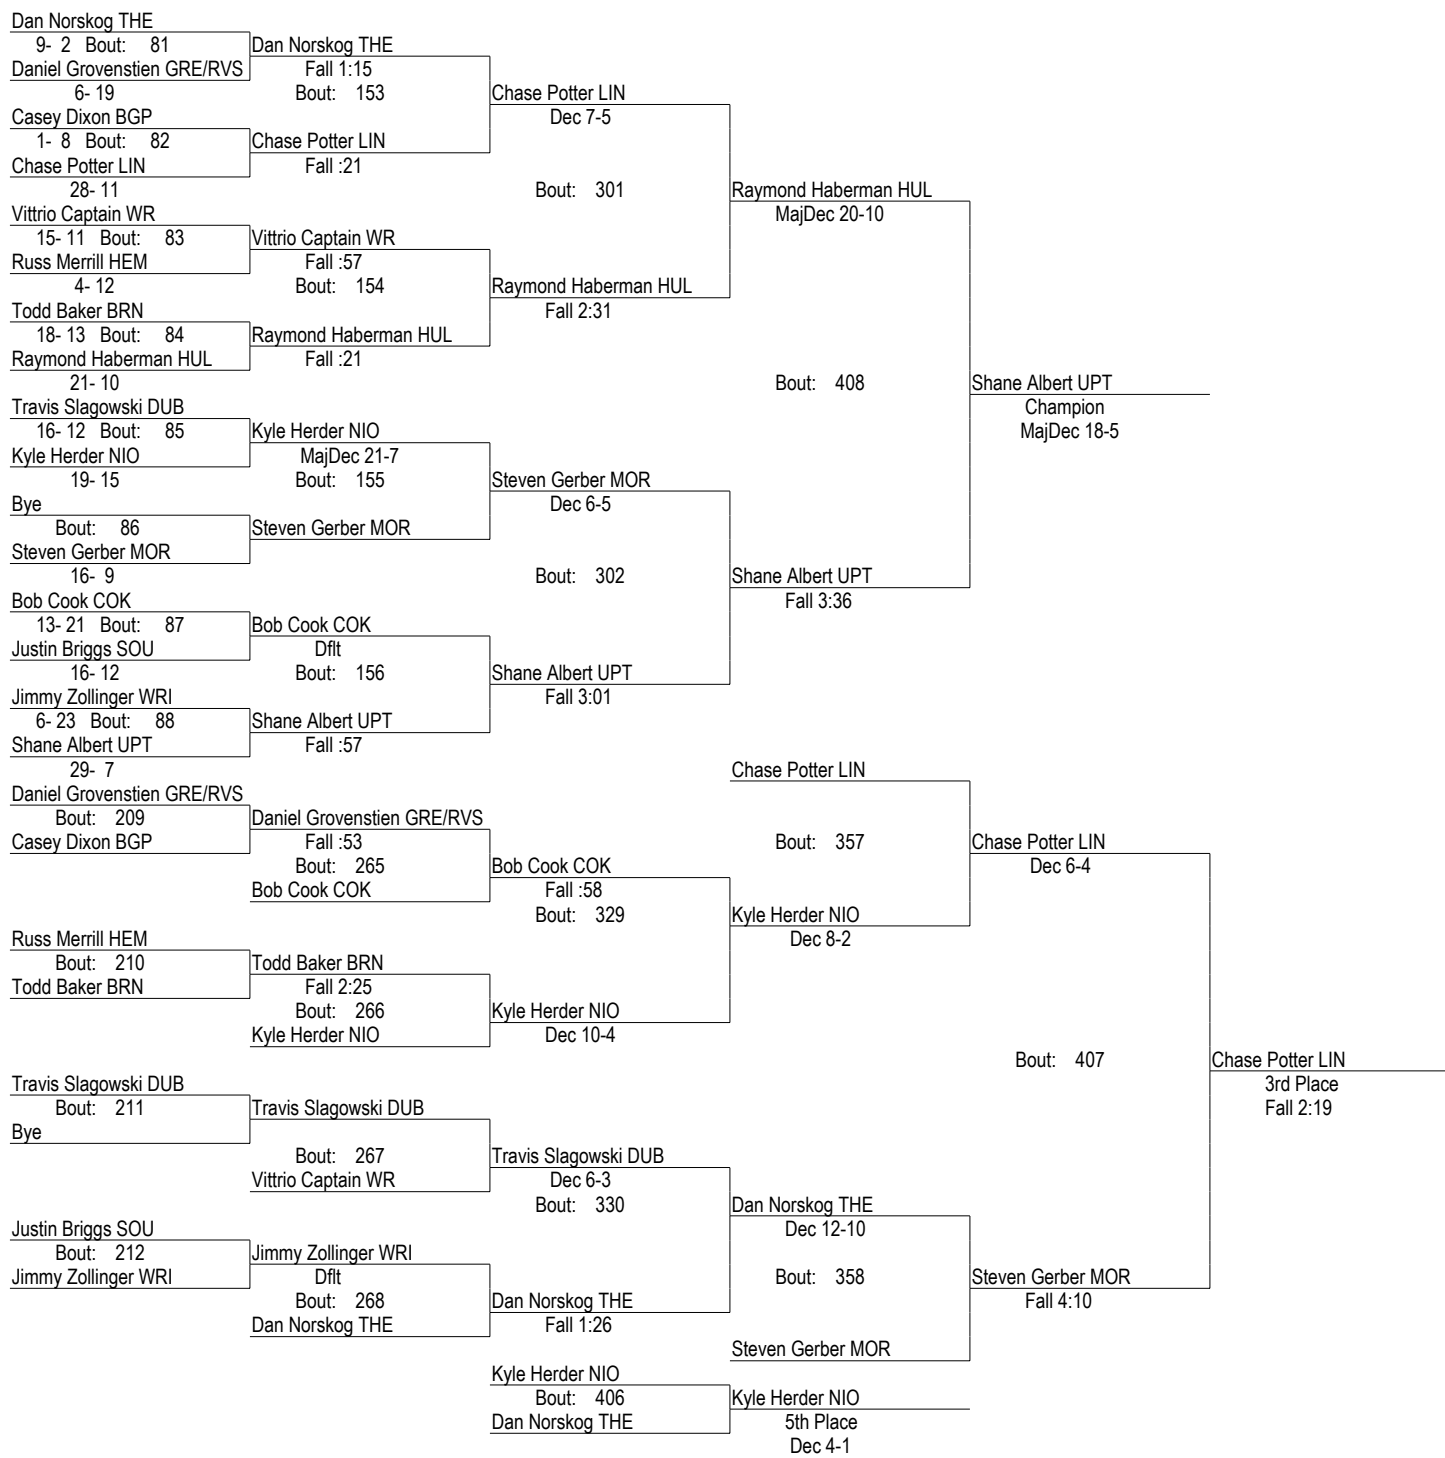 Dan Norskog THE
9- 2 Bout: 81
Dan Norskog THE
Daniel Grovenstien GRE/RVS
Fall 1:15
6- 19
Bout: 153
Chase Potter LIN
Casey Dixon BGP
Dec 7-5
1- 8 Bout: 82
Chase Potter LIN
Chase Potter LIN
Fall :21
28- 11
Bout: 301
Raymond Haberman HUL
Vittrio Captain WR
MajDec 20-10
15- 11 Bout: 83
Vittrio Captain WR
Russ Merrill HEM
Fall :57
4- 12
Bout: 154
Raymond Haberman HUL
Todd Baker BRN
Fall 2:31
18- 13 Bout: 84
Raymond Haberman HUL
Raymond Haberman HUL
Fall :21
21- 10
Bout: 408
Shane Albert UPT
Travis Slagowski DUB
Champion
16- 12 Bout: 85
Kyle Herder NIO
MajDec 18-5
Kyle Herder NIO
MajDec 21-7
19- 15
Bout: 155
Steven Gerber MOR
Bye
Dec 6-5
Bout: 86
Steven Gerber MOR
Steven Gerber MOR
16- 9
Bout: 302
Shane Albert UPT
Bob Cook COK
Fall 3:36
13- 21 Bout: 87
Bob Cook COK
Justin Briggs SOU
Dflt
16- 12
Bout: 156
Shane Albert UPT
Jimmy Zollinger WRI
Fall 3:01
6- 23 Bout: 88
Shane Albert UPT
Shane Albert UPT
Fall :57
29- 7
Chase Potter LIN
Daniel Grovenstien GRE/RVS
Bout: 209
Daniel Grovenstien GRE/RVS
Casey Dixon BGP
Fall :53
Bout: 357
Chase Potter LIN
Bout: 265
Bob Cook COK
Dec 6-4
Bob Cook COK
Fall :58
Bout: 329
Kyle Herder NIO
Russ Merrill HEM
Dec 8-2
Bout: 210
Todd Baker BRN
Todd Baker BRN
Fall 2:25
Bout: 266
Kyle Herder NIO
Kyle Herder NIO
Dec 10-4
Bout: 407
Chase Potter LIN
Travis Slagowski DUB
3rd Place
Bout: 211
Travis Slagowski DUB
Fall 2:19
Bye
Bout: 267
Travis Slagowski DUB
Vittrio Captain WR
Dec 6-3
Bout: 330
Dan Norskog THE
Justin Briggs SOU
Dec 12-10
Bout: 212
Jimmy Zollinger WRI
Jimmy Zollinger WRI
Dflt
Bout: 358
Steven Gerber MOR
Bout: 268
Dan Norskog THE
Fall 4:10
Dan Norskog THE
Fall 1:26
Steven Gerber MOR
Kyle Herder NIO
Bout: 406
Kyle Herder NIO
Dan Norskog THE
5th Place
Dec 4-1